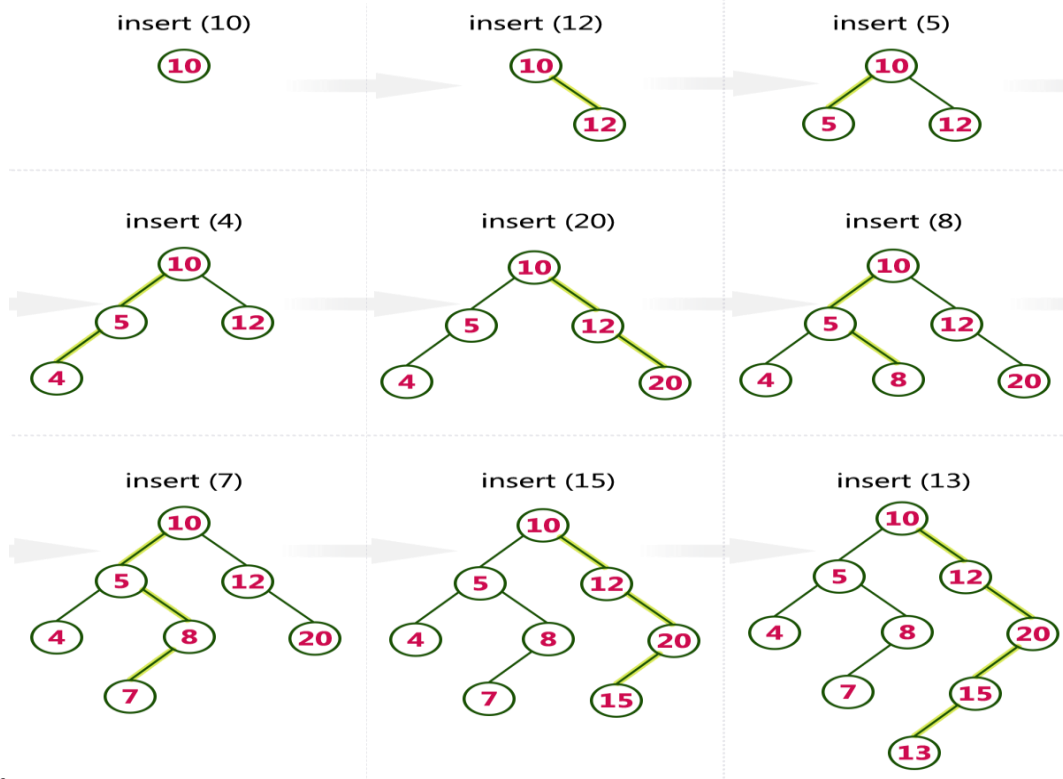 insert (10)
10
insert (12)
10
12
insert (5)
10
5 12
insert (4)
10
5 12
4
insert (20)
10
5 12
4 20
insert (8)
10
5 12
4 8 20
insert (7)
10
5 12
4 8 20
7
insert (15)
10
5 12
4 8 20
7 15
insert (13)
10
5 12
4 8 20
7 15
13